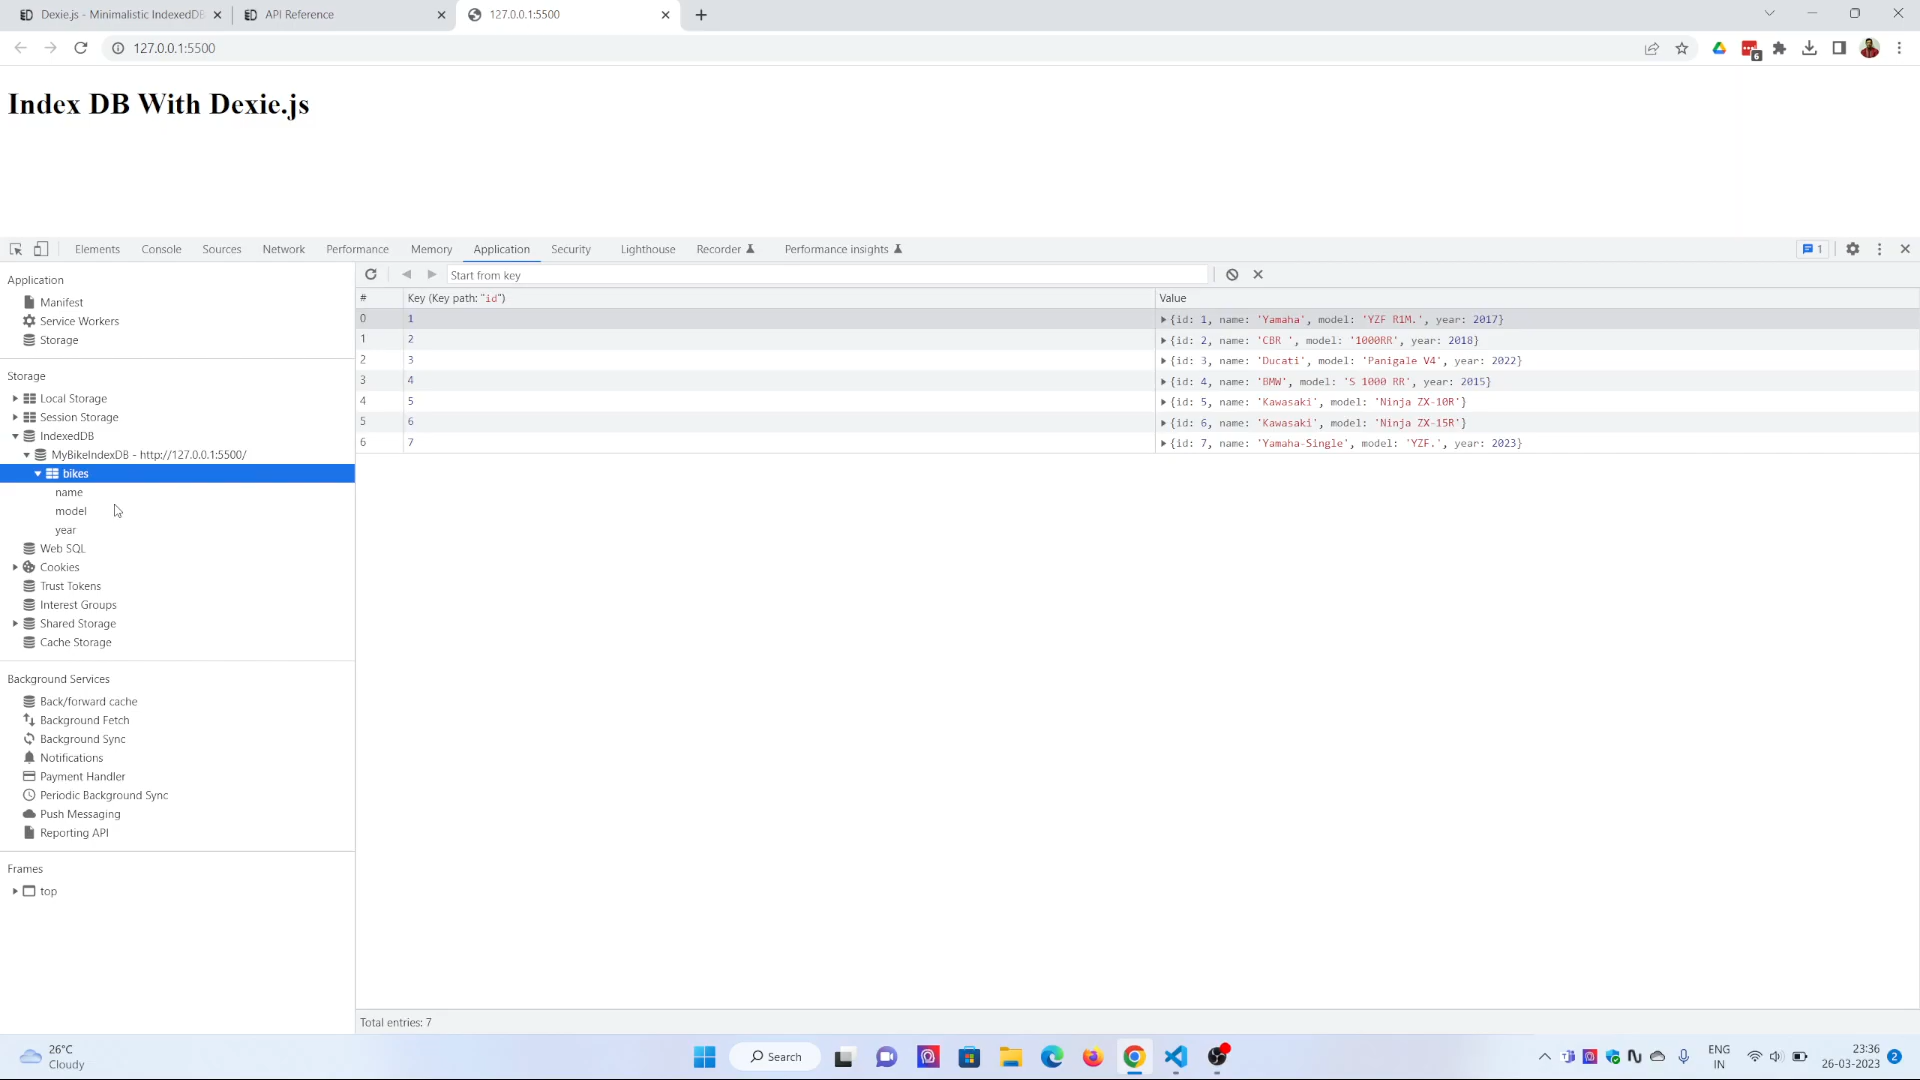 Dexie.js - Minimalistic IndexedDB
API Reference
127.0.0.1:5500
127.0.0.1:5500
6
Index DB With Dexie.js
Elements Console Sources Network Performance Memory Application Security Lighthouse Recorder Performance insights 1
Application
Manifest
Service Workers
Storage
Storage
Local Storage
Session Storage
IndexedDB
MyBikeIndexDB - http://127.0.0.1:5500/
bikes
name
model
year
Web SQL
Cookies
Trust Tokens
Interest Groups
Shared Storage
Cache Storage
Background Services
Back/forward cache
Background Fetch
Background Sync
Notifications
Payment Handler
Periodic Background Sync
Push Messaging
Reporting API
Frames
top
Start from key
# Key (Key path: "id") Value
0 1 {id: 1, name: 'Yamaha', model: 'YZF R1M.', year: 2017}
1 2 {id: 2, name: 'CBR ', model: '1000RR', year: 2018}
2 3 {id: 3, name: 'Ducati', model: 'Panigale V4', year: 2022}
3 4 {id: 4, name: 'BMW', model: 'S 1000 RR', year: 2015}
4 5 {id: 5, name: 'Kawasaki', model: 'Ninja ZX-10R'}
5 6 {id: 6, name: 'Kawasaki', model: 'Ninja ZX-15R'}
6 7 {id: 7, name: 'Yamaha-Single', model: 'YZF.', year: 2023}
Total entries: 7
26°C
Cloudy
Search
ENG
IN
23:36
26-03-2023
2